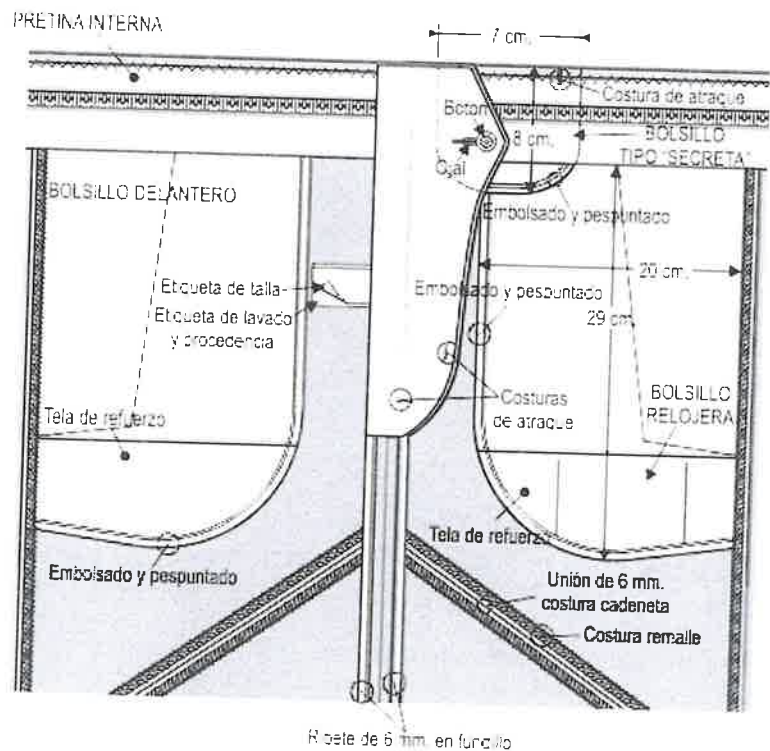 PRETINA INTERNA
7 cm.
Costura de atraque
Boton
8 cm.
BOLSILLO
TIPO "SECRETA"
Ojal
BOLSILLO DELANTERO
Embolsado y pespuntado
20 cm.
Etiqueta de talla
Embolsado y pespuntado
Etiqueta de lavado
y procedencia
29 cm.
Costuras
de atraque
BOLSILLO
RELOJERA
Tela de refuerzo
Tela de refuerzo
Embolsado y pespuntado
Unión de 6 mm.
costura cadeneta
Costura remalle
Ribete de 6 mm. en fundillo